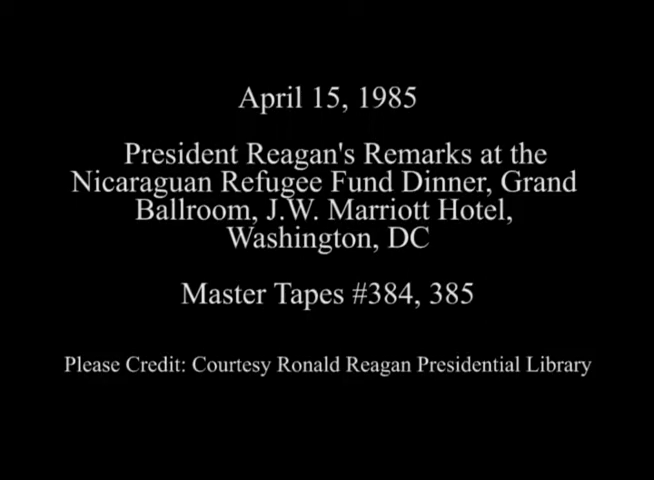 April 15, 1985
President Reagan's Remarks at the
Nicaraguan Refugee Fund Dinner, Grand
Ballroom, J.W. Marriott Hotel,
Washington, DC
Master Tapes #384, 385
Please Credit: Courtesy Ronald Reagan Presidential Library